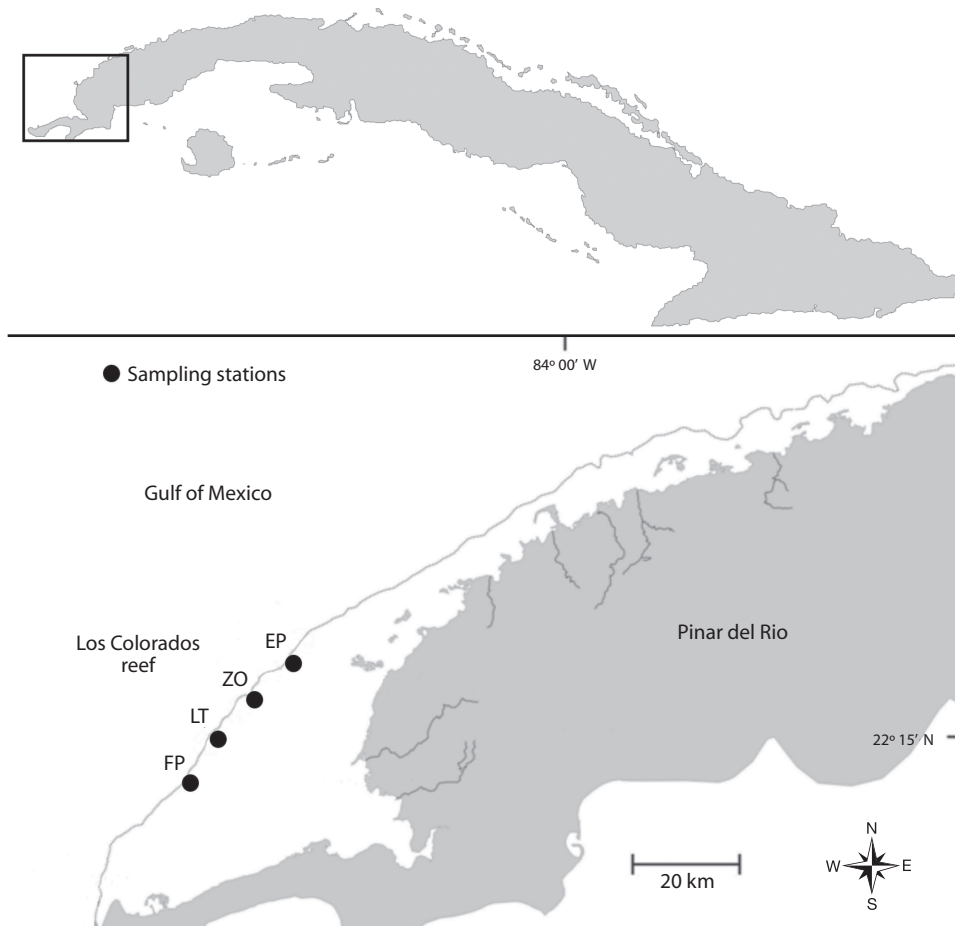 84º 00’ W
Sampling stations
Gulf of Mexico
Los Colorados
reef
EP
Pinar del Rio
ZO
LT
22º 15’ N
FP
N
W
E
S
20 km